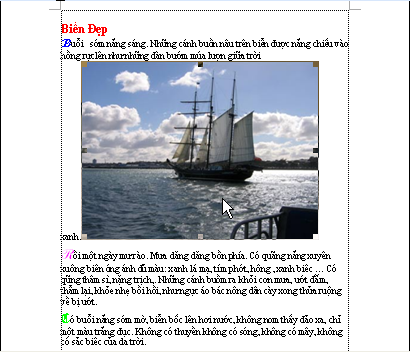 Biển Đẹp
Buổi sớm nắng sáng. Những cánh buồn nâu trên biển được nắng chiếu vào
hồng rực lên như những đàn bướm múa lượn giữa trời
xanh.
Rồi một ngày mưa rào. Mưa dăng dăng bốn phía. Có quãng nắng xuyên
xuống biển óng ánh đủ màu: xanh lá mạ, tím phớt, hồng, xanh biếc … Có
quãng thâm sì, nặng trịch,. Những cánh buồm ra khỏi cơn mưa, ướt đẫm,
thẫm lại, khỏe nhẹ bồi hồi, như ngực áo bác nông dân cày xong thửa ruộng
về bị ướt.
Có buổi nắng sớm mờ, biển bốc lên hơi nước, không nom thấy đảo xa, chỉ
một màu trắng đục. Không có thuyền không có sóng, không có mây, không
có sắc biếc của da trời.